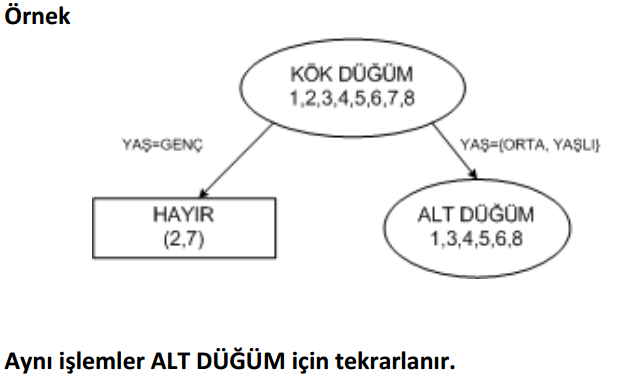 Örnek
KÖK DÜĞÜM
1,2,3,4,5,6,7,8
YAŞ=GENÇ
YAŞ={ORTA, YAŞLI}
HAYIR
(2,7)
ALT DÜĞÜM
1,3,4,5,6,8
Aynı işlemler ALT DÜĞÜM için tekrarlanır.